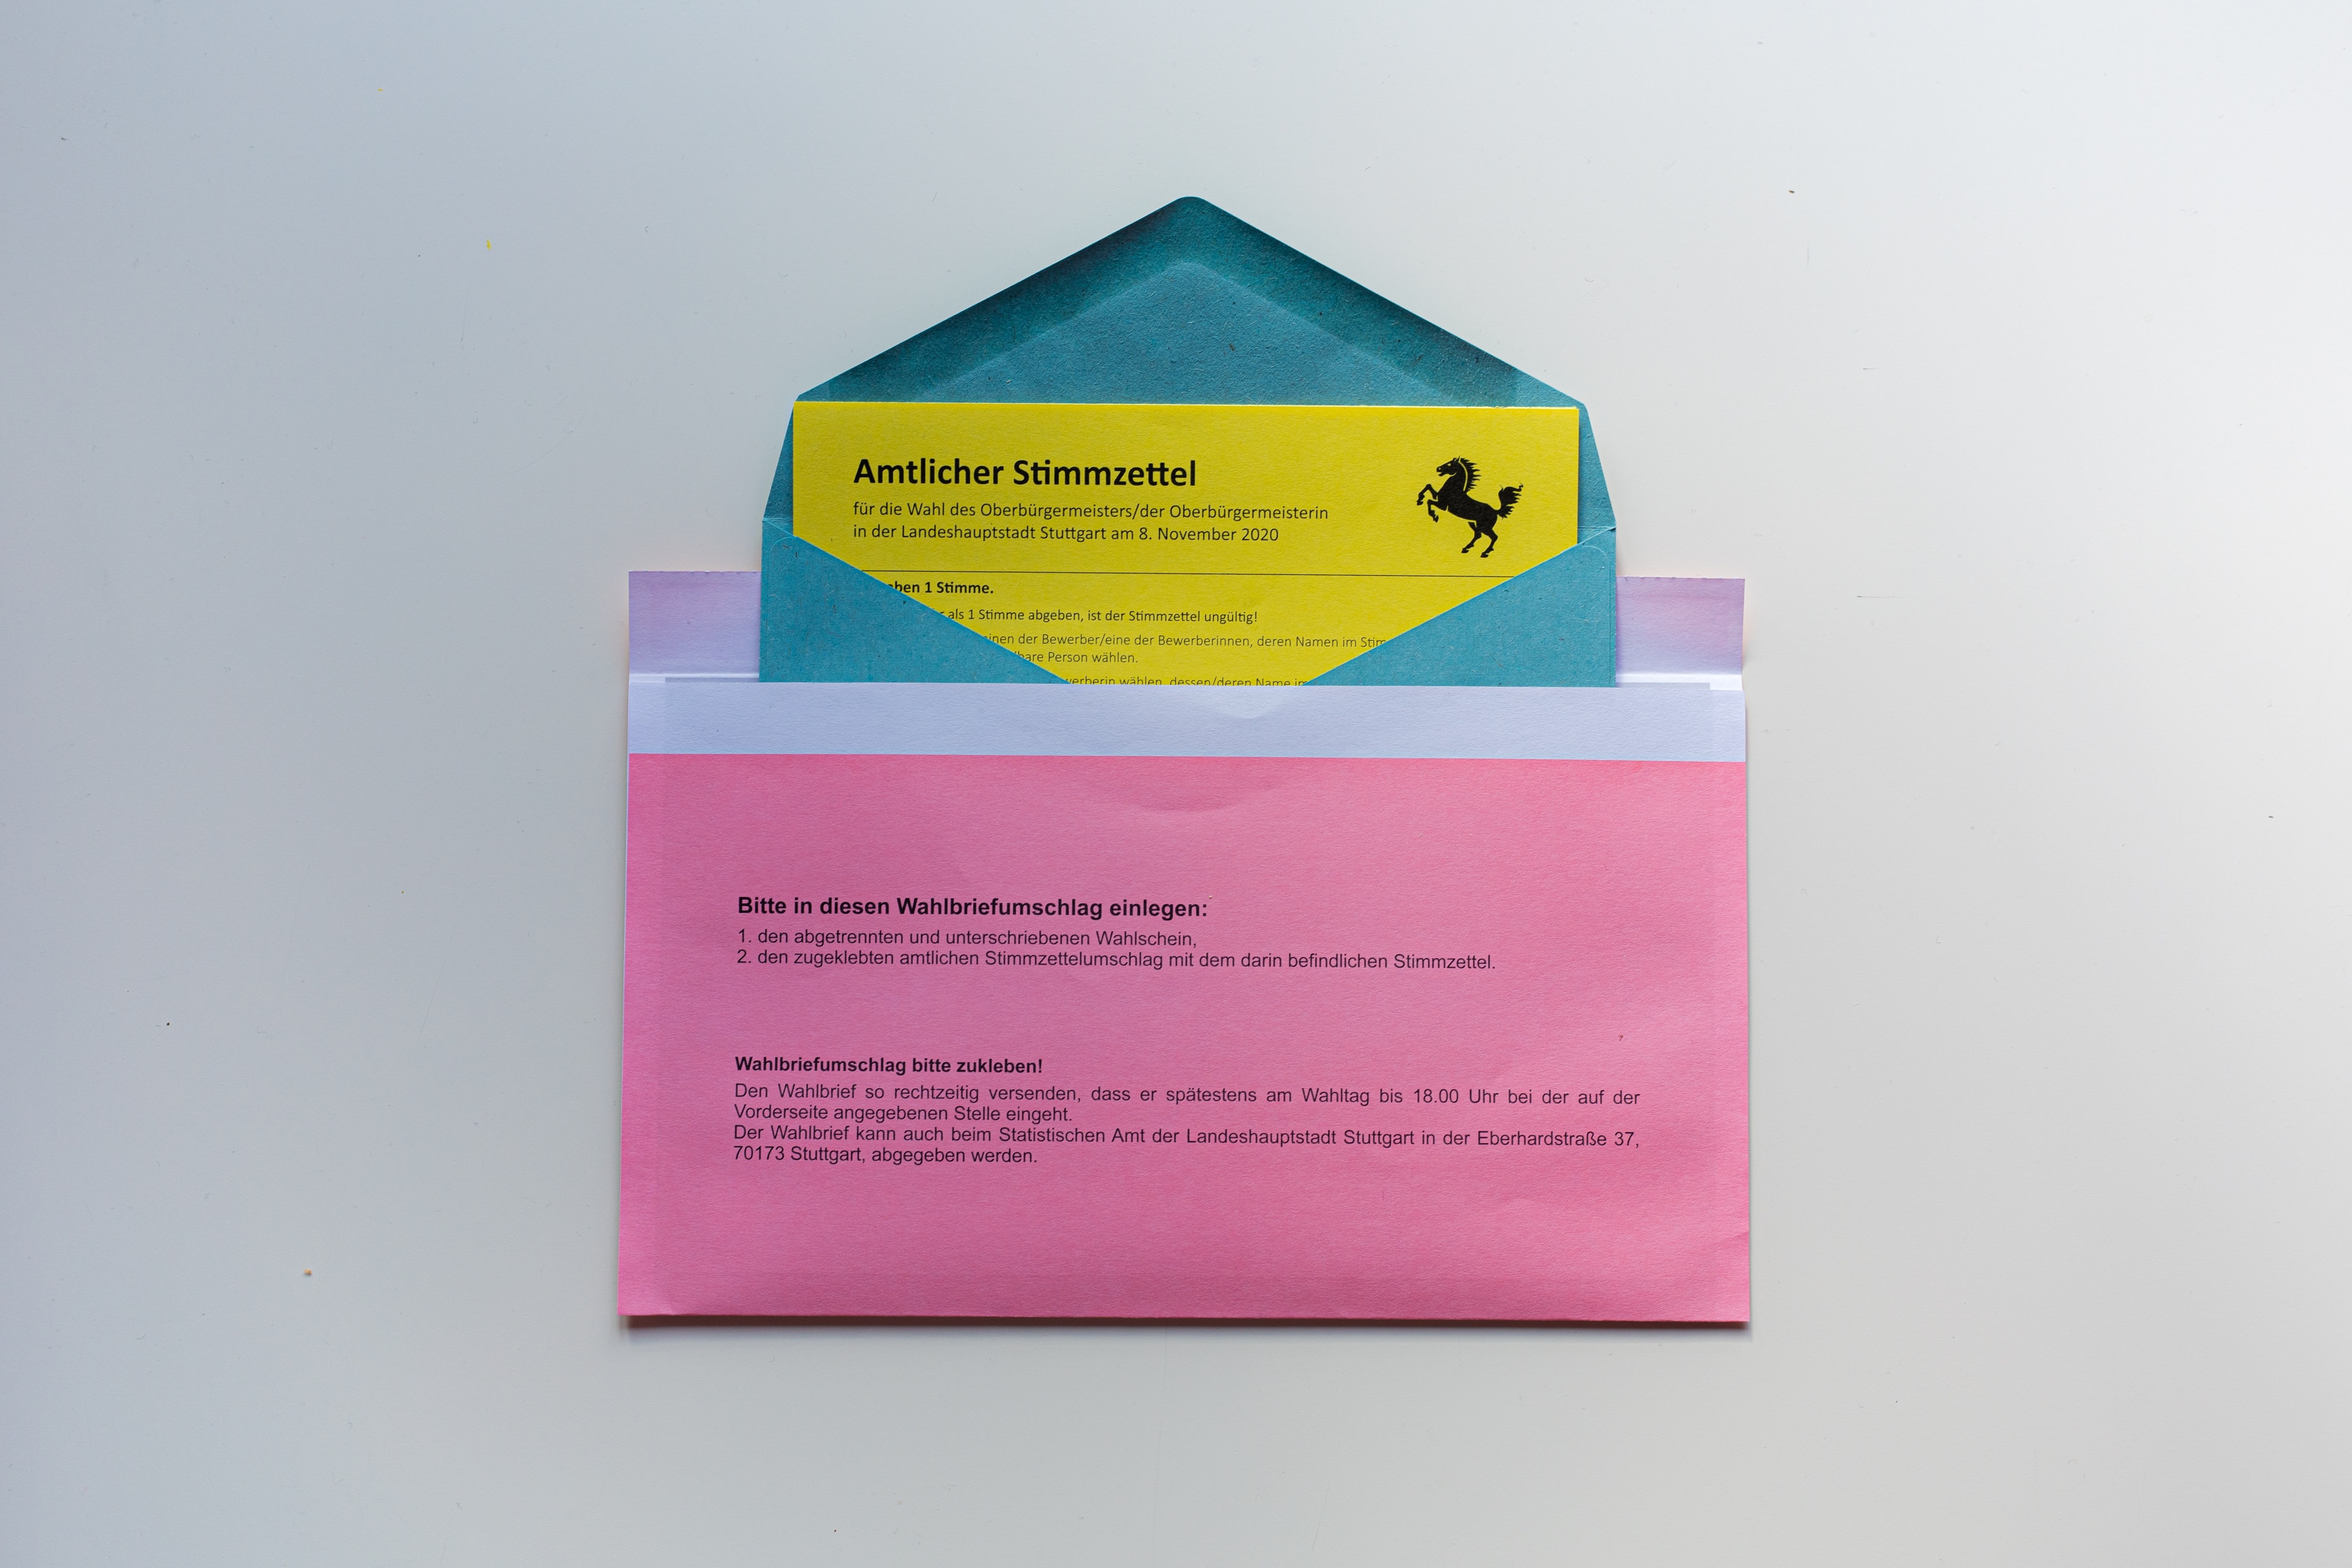 Amtlicher Stimmzettel
für die Wahl des Oberbürgermeisters/der Oberbürgermeisterin
in der Landeshauptstadt Stuttgart am 8. November 2020
1 Stimme.
als 1 Stimme abgeben, ist der Stimmzettel ungültig!
der Bewerber/eine der Bewerberinnen, deren Namen im
Person wählen.
wählen, dessen/deren Name
Bitte in diesen Wahlbriefumschlag einlegen:
1. den abgetrennten und unterschriebenen Wahlschein,
2. den zugeklebten amtlichen Stimmzettelumschlag mit dem darin befindlichen Stimmzettel.
Wahlbriefumschlag bitte zukleben!
Den Wahlbrief so rechtzeitig versenden, dass er spätestens am Wahltag bis 18.00 Uhr bei der auf der
Vorderseite angegebenen Stelle eingeht.
Der Wahlbrief kann auch beim Statistischen Amt der Landeshauptstadt Stuttgart in der Eberhardstraße 37,
70173 Stuttgart, abgegeben werden.